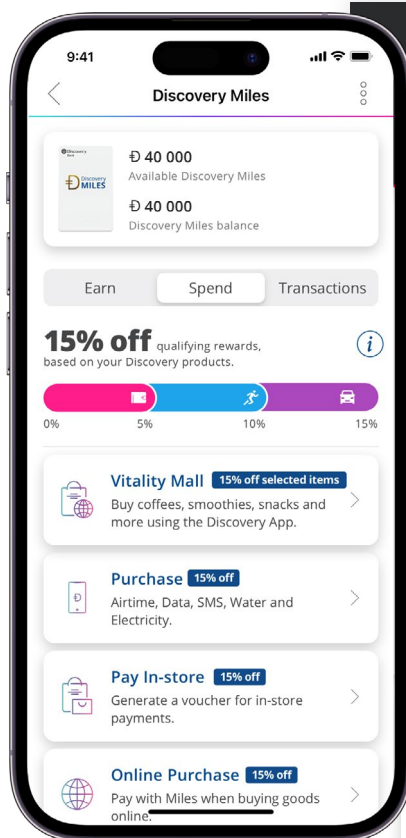 9:41
Discovery Miles
Discovery
Bank
Discovery
MILES
Đ 40 000
Available Discovery Miles
Đ 40 000
Discovery Miles balance
Earn Spend Transactions
15% off qualifying rewards,
based on your Discovery products.
i
0% 5% 10% 15%
Vitality Mall 15% off selected items
Buy coffees, smoothies, snacks and
more using the Discovery App.
Purchase 15% off
Airtime, Data, SMS, Water and
Electricity.
Pay In-store 15% off
Generate a voucher for in-store
payments.
Online Purchase 15% off
Pay with Miles when buying goods
online.